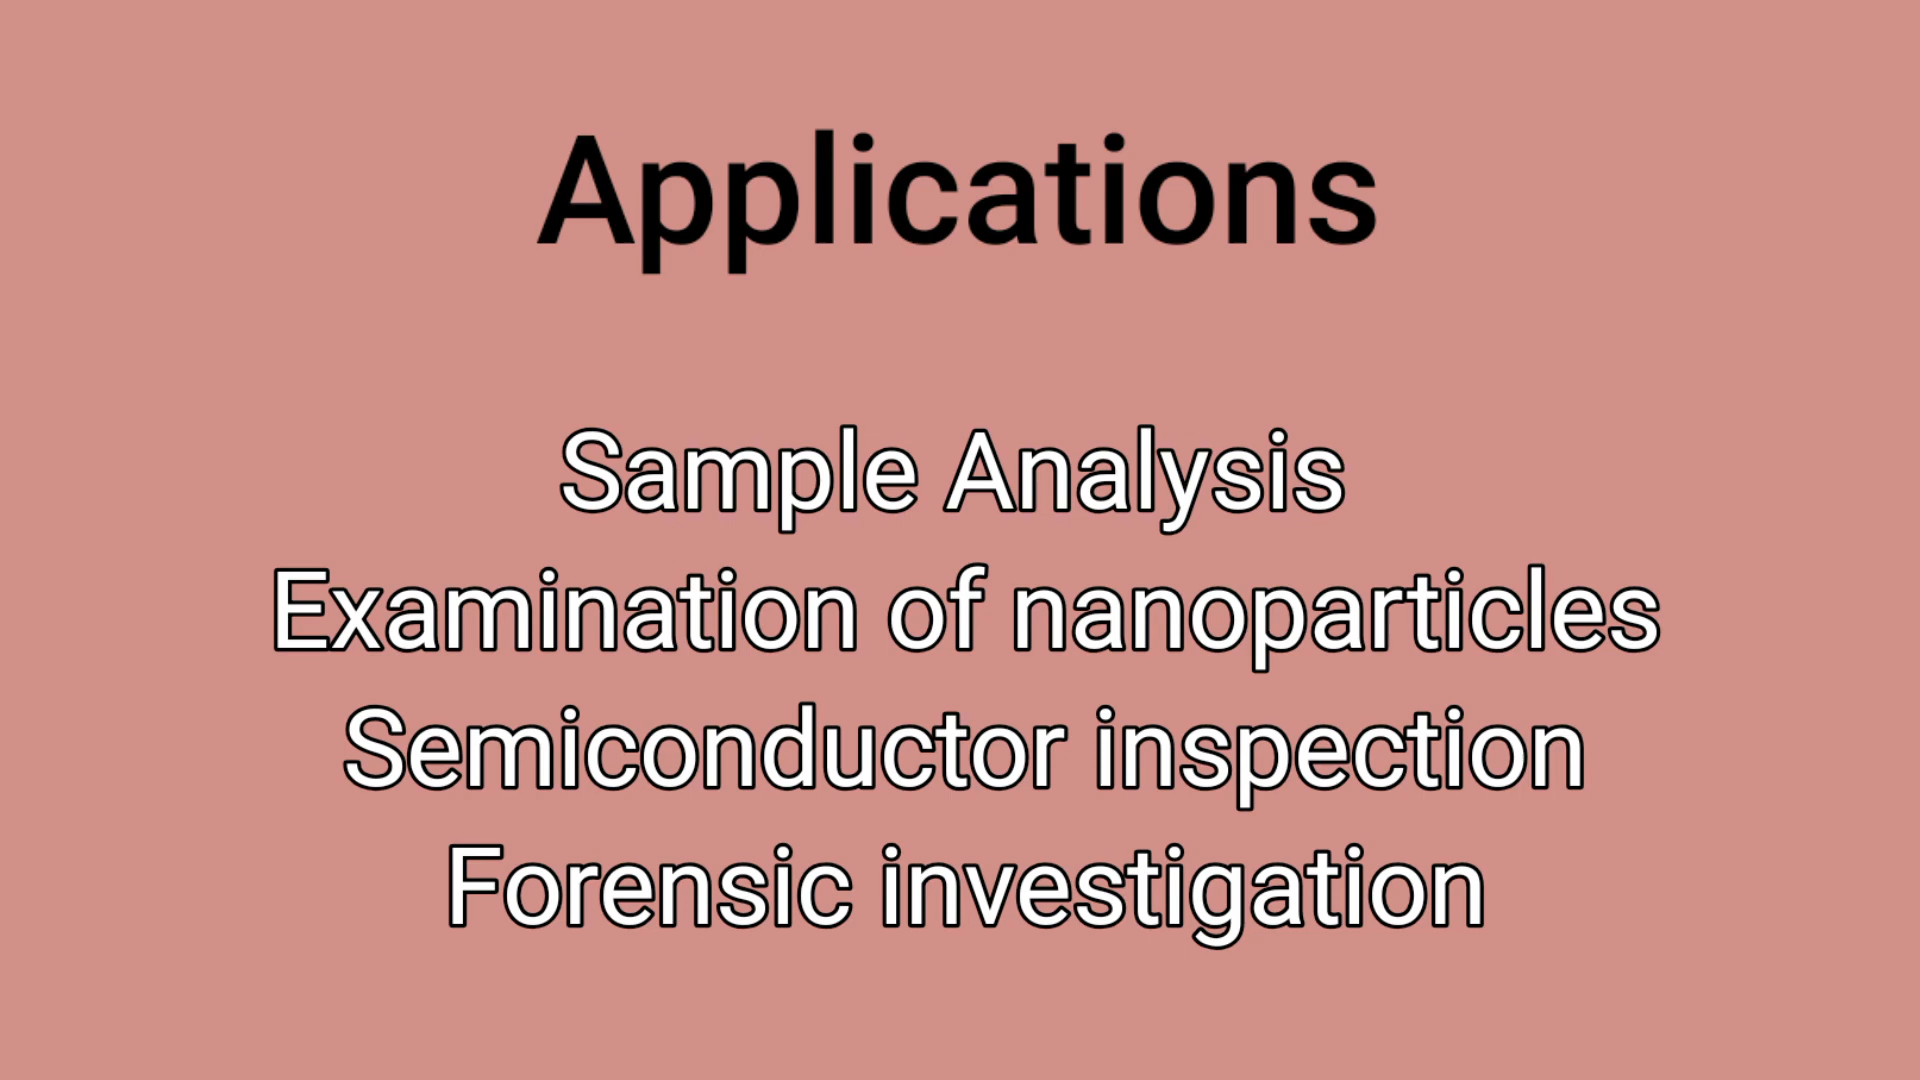 Applications
Sample Analysis
Examination of nanoparticles
Semiconductor inspection
Forensic investigation